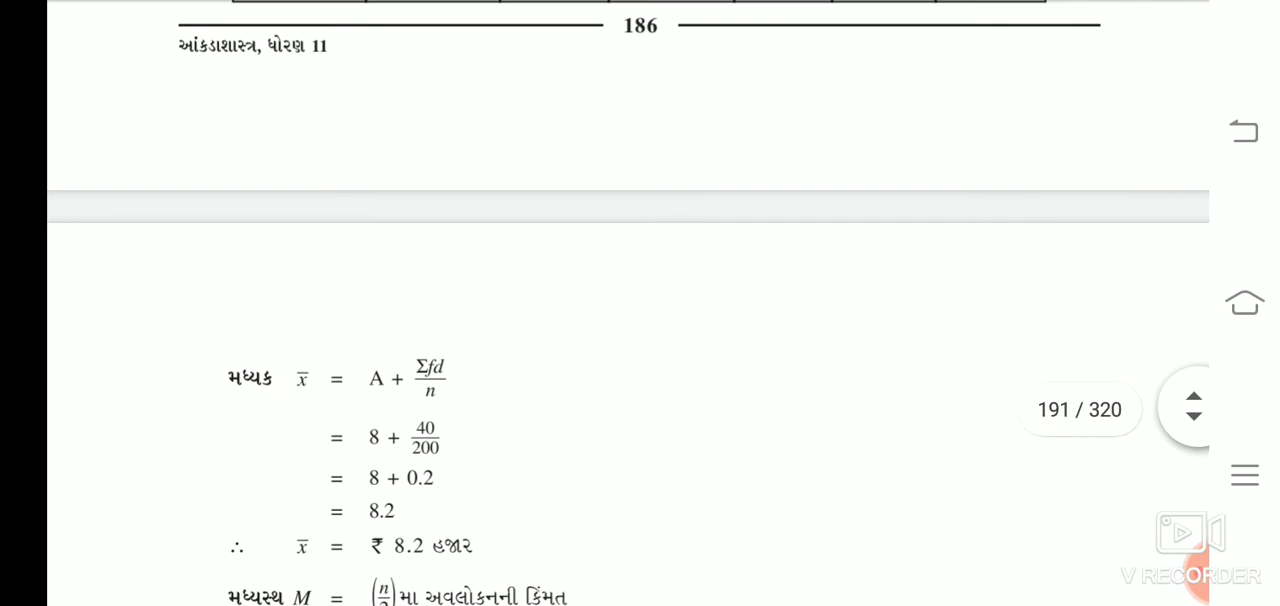 186
આંકડાશાસ્ત્ર, ધોરણ 11
મધ્યક x̅ = A + Σfd/n
= 8 + 40/200
= 8 + 0.2
= 8.2
∴ x̅ = ₹ 8.2 હજાર
મધ્યસ્થ M = (n/2) મા અવલોકનની કિંમત
191 / 320
V RECORDER